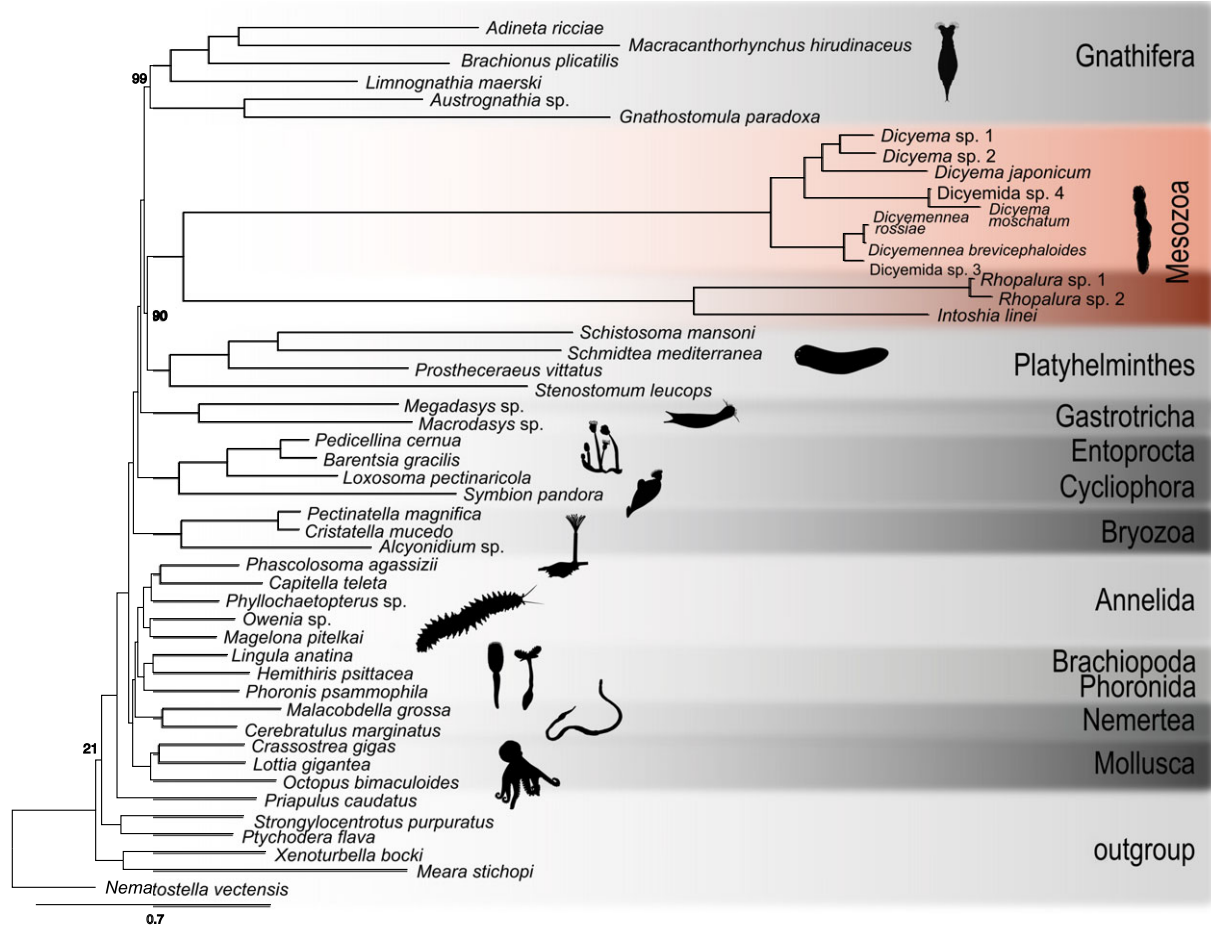 Adineta ricciae
Macracanthorhynchus hirudinaceus
Gnathifera
Brachionus plicatilis
99
Limnognathia maerski
Austrognathia sp.
Gnathostomula paradoxa
Dicyema sp. 1
Dicyema sp. 2
Dicyema japonicum
Dicyemida sp. 4
Dicyema
moschatum
Dicyemennea
rossiae
Mesozoa
Dicyemennea brevicephaloides
Dicyemida sp. 3
Rhopalura sp. 1
Rhopalura sp. 2
Intoshia linei
90
Schistosoma mansoni
Schmidtea mediterranea
Platyhelminthes
Prostheceraeus vittatus
Stenostomum leucops
Megadasys sp.
Gastrotricha
Macrodasys sp.
Pedicellina cernua
Entoprocta
Barentsia gracilis
Loxosoma pectinaricola
Cycliophora
Symbion pandora
Pectinatella magnifica
Cristatella mucedo
Bryozoa
Alcyonidium sp.
Phascolosoma agassizii
Capitella teleta
Phyllochaetopterus sp.
Annelida
Owenia sp.
Magelona pitelkai
Lingula anatina
Brachiopoda
Hemithiris psittacea
Phoronida
Phoronis psammophila
Malacobdella grossa
Nemertea
Cerebratulus marginatus
21
Crassostrea gigas
Lottia gigantea
Mollusca
Octopus bimaculoides
Priapulus caudatus
Strongylocentrotus purpuratus
Ptychodera flava
outgroup
Xenoturbella bocki
Meara stichopi
Nematostella vectensis
0.7